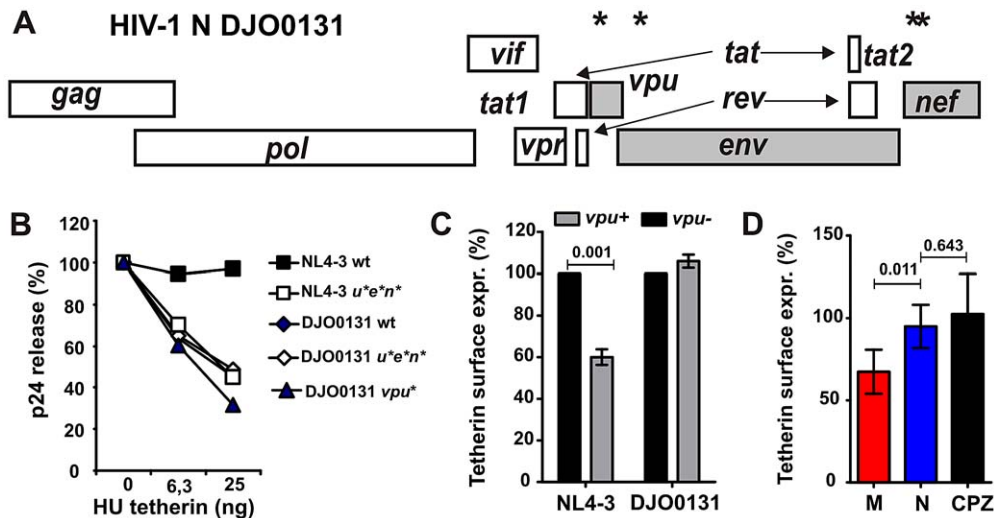 A HIV-1 N DJO0131 * * **
vif tat tat2
gag tat1 vpu rev nef
pol vpr env
B
p24 release (%)
120
100
80
60
40
20
0
0 6,3 25
HU tetherin (ng)
NL4-3 wt
NL4-3 u*e*n*
DJO0131 wt
DJO0131 u*e*n*
DJO0131 vpu*
C vpu+ vpu-
Tetherin surface expr. (%)
120
100
80
60
40
20
0
0.001
NL4-3 DJO0131
D
Tetherin surface expr. (%)
150
100
50
0
0.643
0.011
M N CPZ